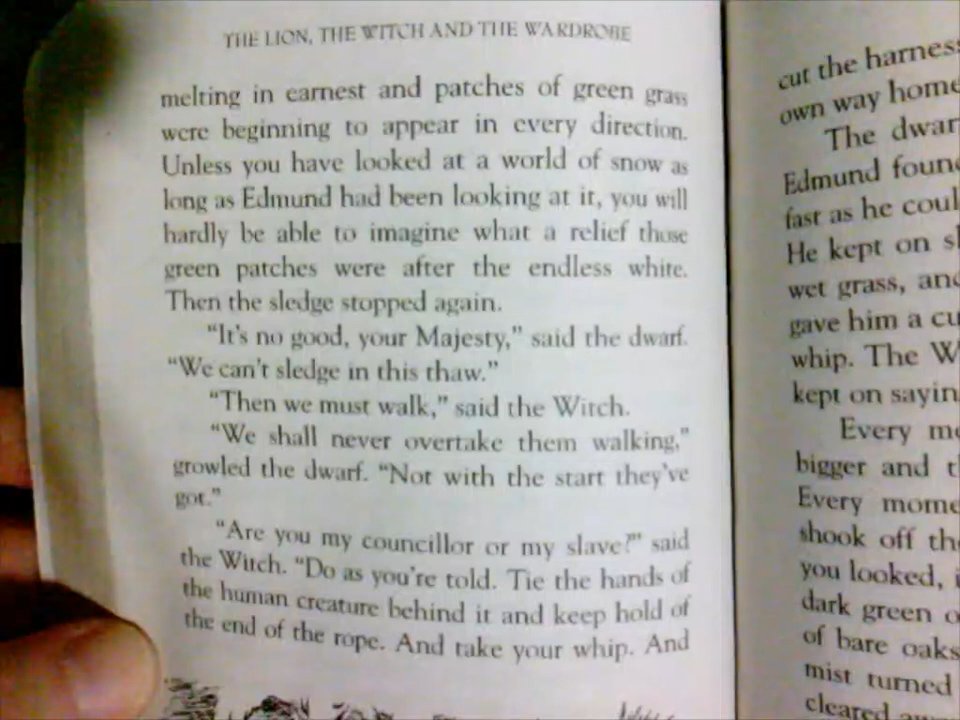 THE LION, THE WITCH AND THE WARDROBE
melting in earnest and patches of green grass
were beginning to appear in every direction.
Unless you have looked at a world of snow as
long as Edmund had been looking at it, you will
hardly be able to imagine what a relief those
green patches were after the endless white.
Then the sledge stopped again.
"It's no good, your Majesty," said the dwarf.
"We can't sledge in this thaw."
"Then we must walk," said the Witch.
"We shall never overtake them walking,"
growled the dwarf. "Not with the start they've
got."
"Are you my councillor or my slave?" said
the Witch. "Do as you're told. Tie the hands of
the human creature behind it and keep hold of
the end of the rope. And take your whip. And
cut the harness
own way home
The dwar
Edmund foun
fast as he coul
He kept on sl
wet grass, and
gave him a cu
whip. The W
kept on sayin
Every mo
bigger and t
Every mome
shook off th
you looked, i
dark green o
of bare oaks
mist turned
cleared